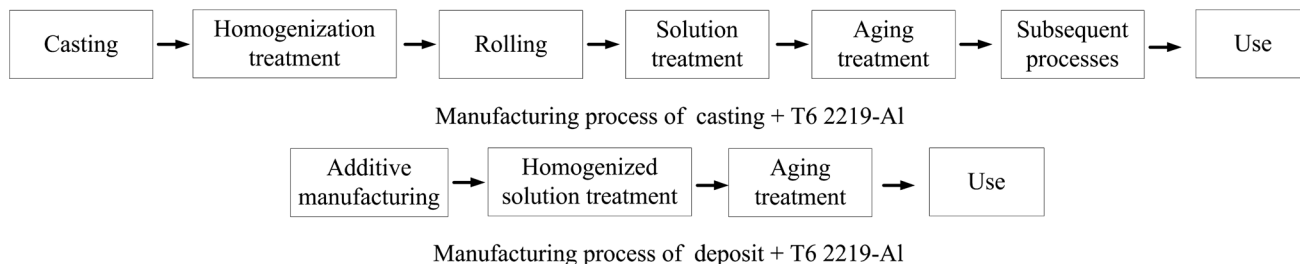 Casting
Homogenization
treatment
Rolling
Solution
treatment
Aging
treatment
Subsequent
processes
Use
Manufacturing process of casting + T6 2219-Al
Additive
manufacturing
Homogenized
solution treatment
Aging
treatment
Use
Manufacturing process of deposit + T6 2219-Al